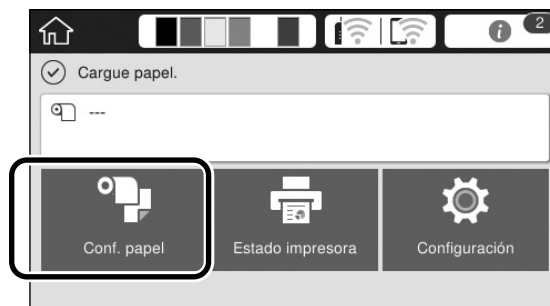 i 2
Cargue papel.
---
Conf. papel Estado impresora Configuración